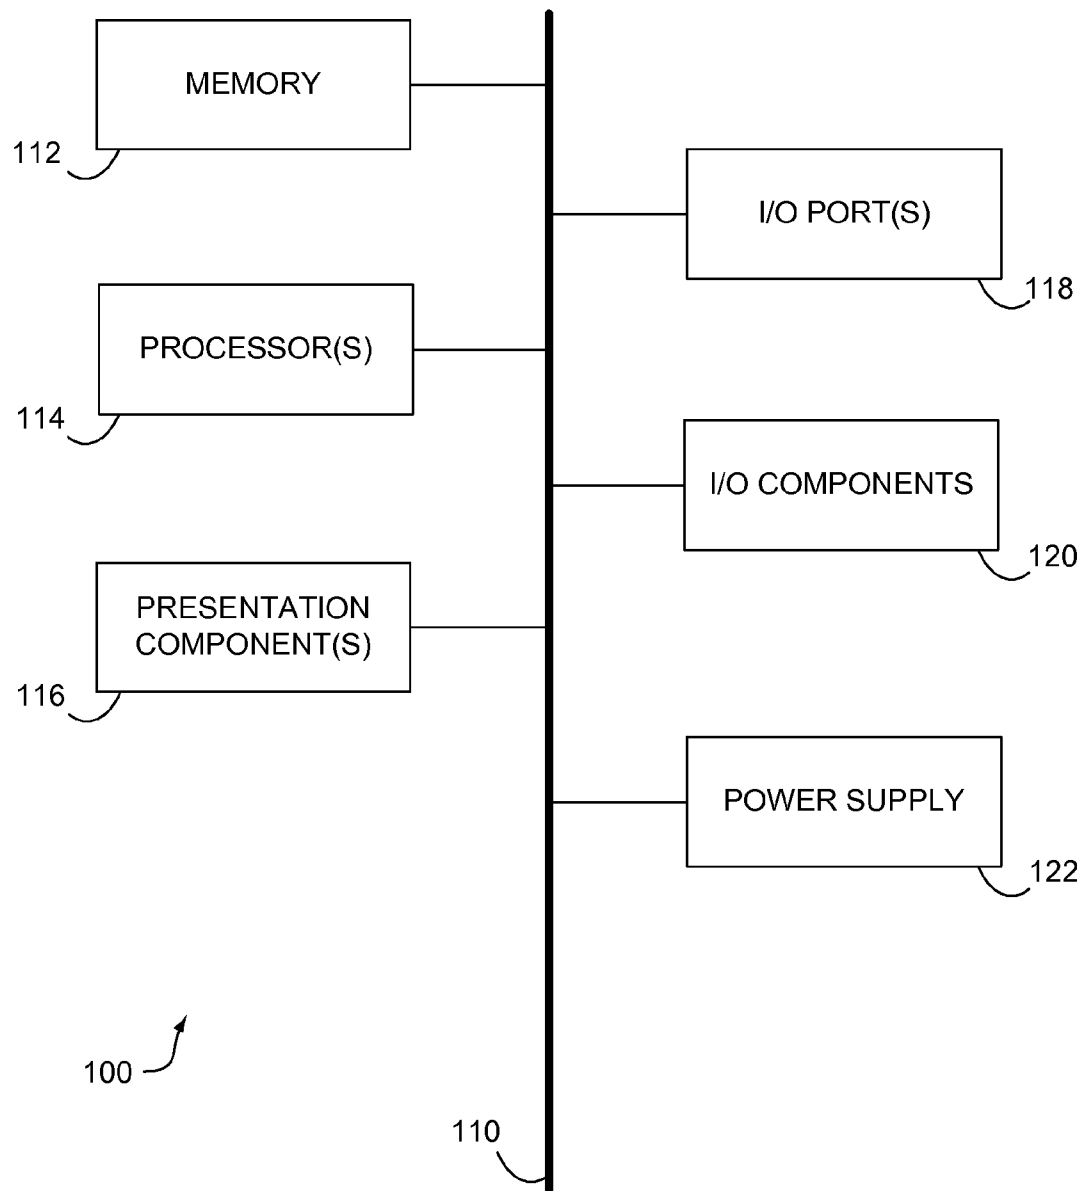 MEMORY
112
I/O PORT(S)
118
PROCESSOR(S)
114
I/O COMPONENTS
120
PRESENTATION
COMPONENT(S)
116
POWER SUPPLY
122
100
110